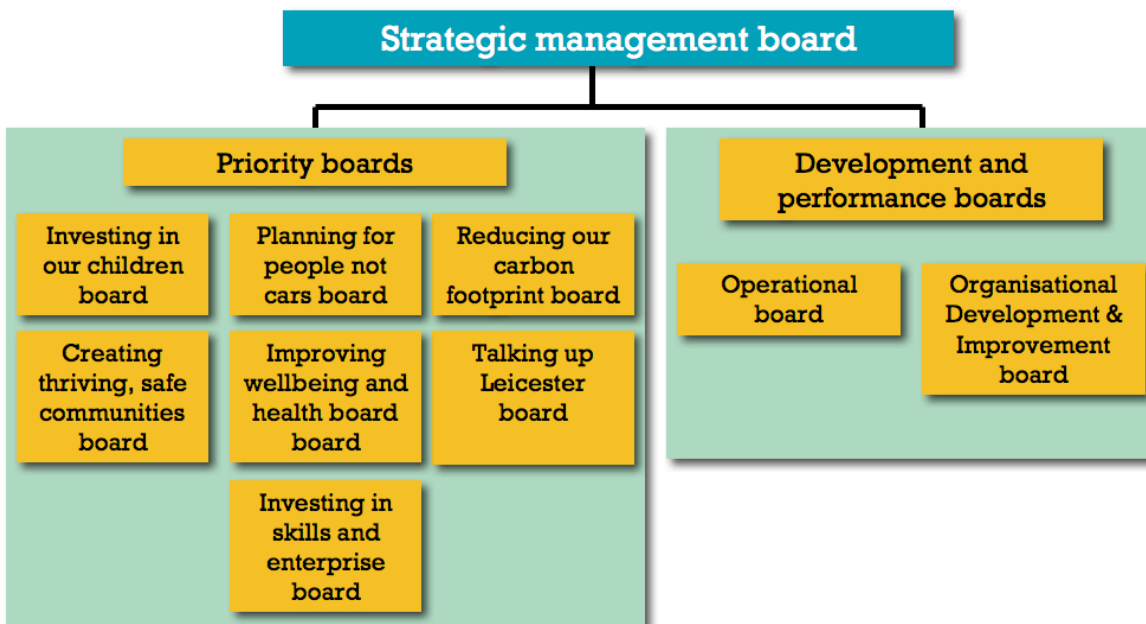 Strategic management board
Priority boards
Investing in
our children
board
Planning for
people not
cars board
Reducing our
carbon
footprint board
Creating
thriving, safe
communities
board
Improving
wellbeing and
health board
board
Talking up
Leicester
board
Investing in
skills and
enterprise
board
Development and
performance boards
Operational
board
Organisational
Development &
Improvement
board